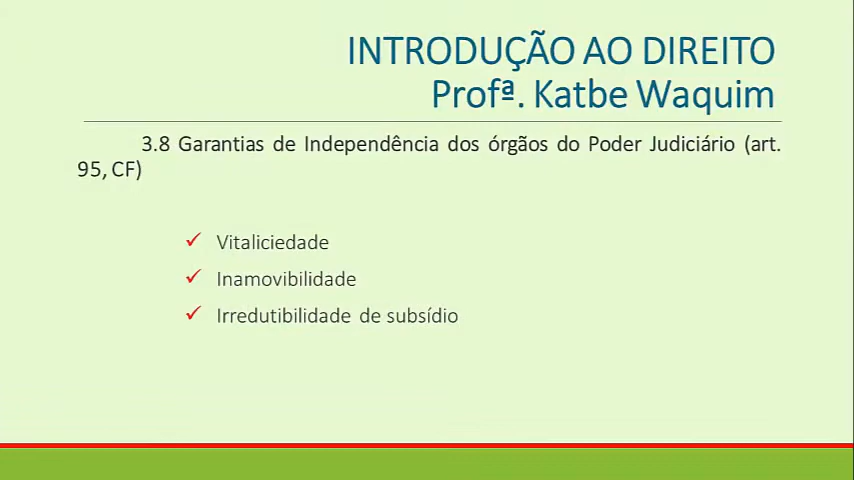 INTRODUÇÃO AO DIREITO
Profª. Katbe Waquim
3.8 Garantias de Independência dos órgãos do Poder Judiciário (art.
95, CF)
✓ Vitaliciedade
✓ Inamovibilidade
✓ Irredutibilidade de subsídio